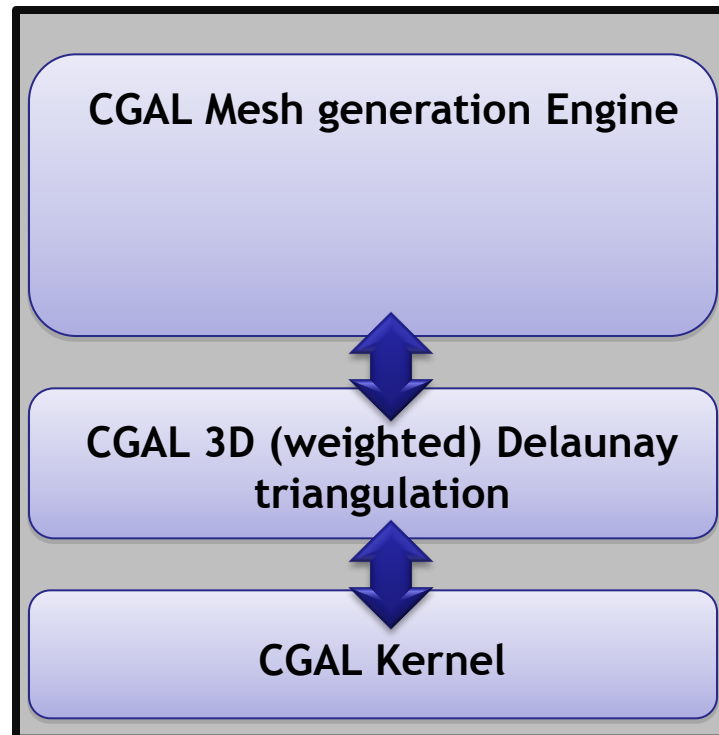 CGAL Mesh generation Engine
CGAL 3D (weighted) Delaunay
triangulation
CGAL Kernel